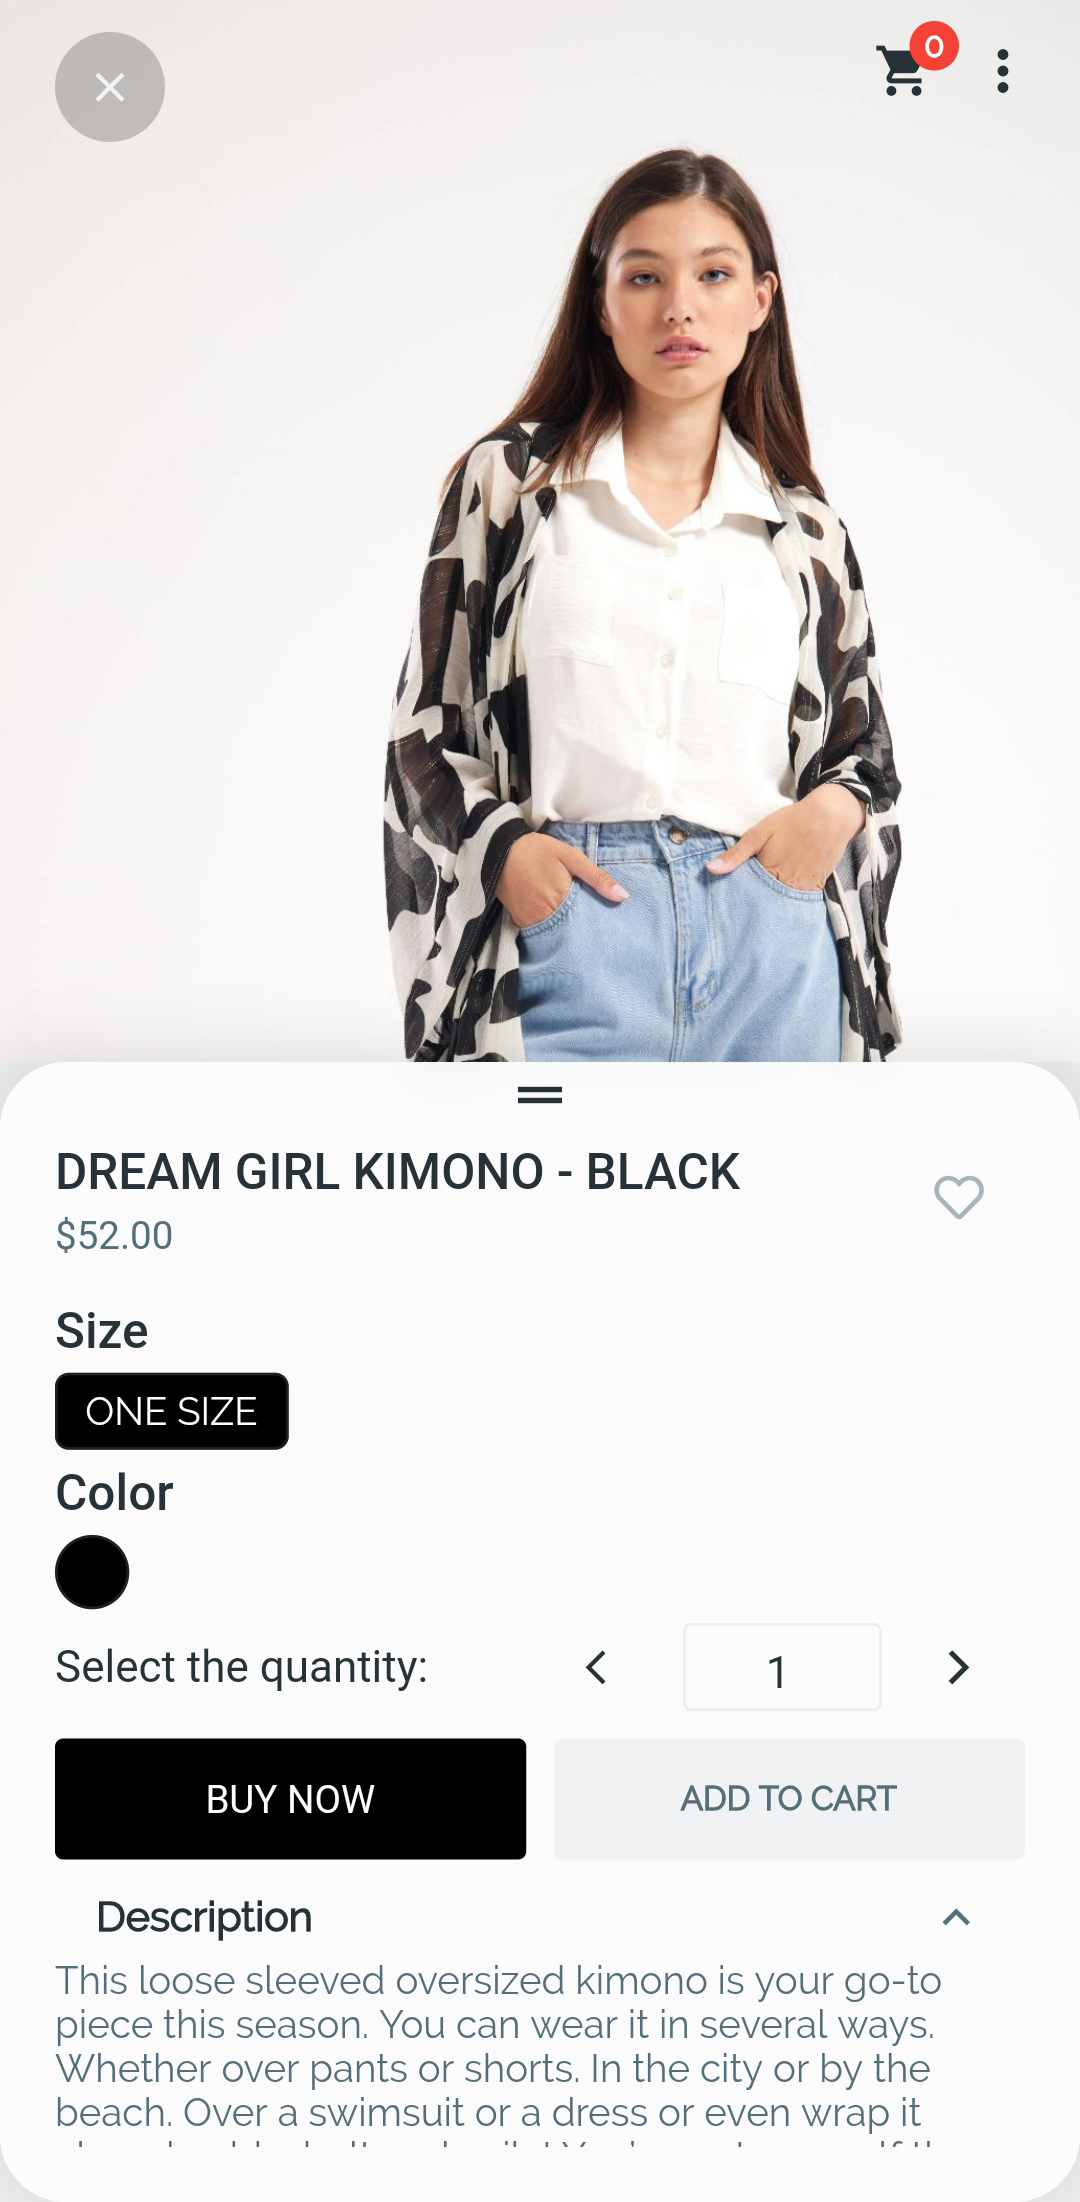 0
DREAM GIRL KIMONO - BLACK
$52.00
Size
ONE SIZE
Color
Select the quantity:
1
BUY NOW
ADD TO CART
Description
This loose sleeved oversized kimono is your go-to
piece this season. You can wear it in several ways.
Whether over pants or shorts. In the city or by the
beach. Over a swimsuit or a dress or even wrap it